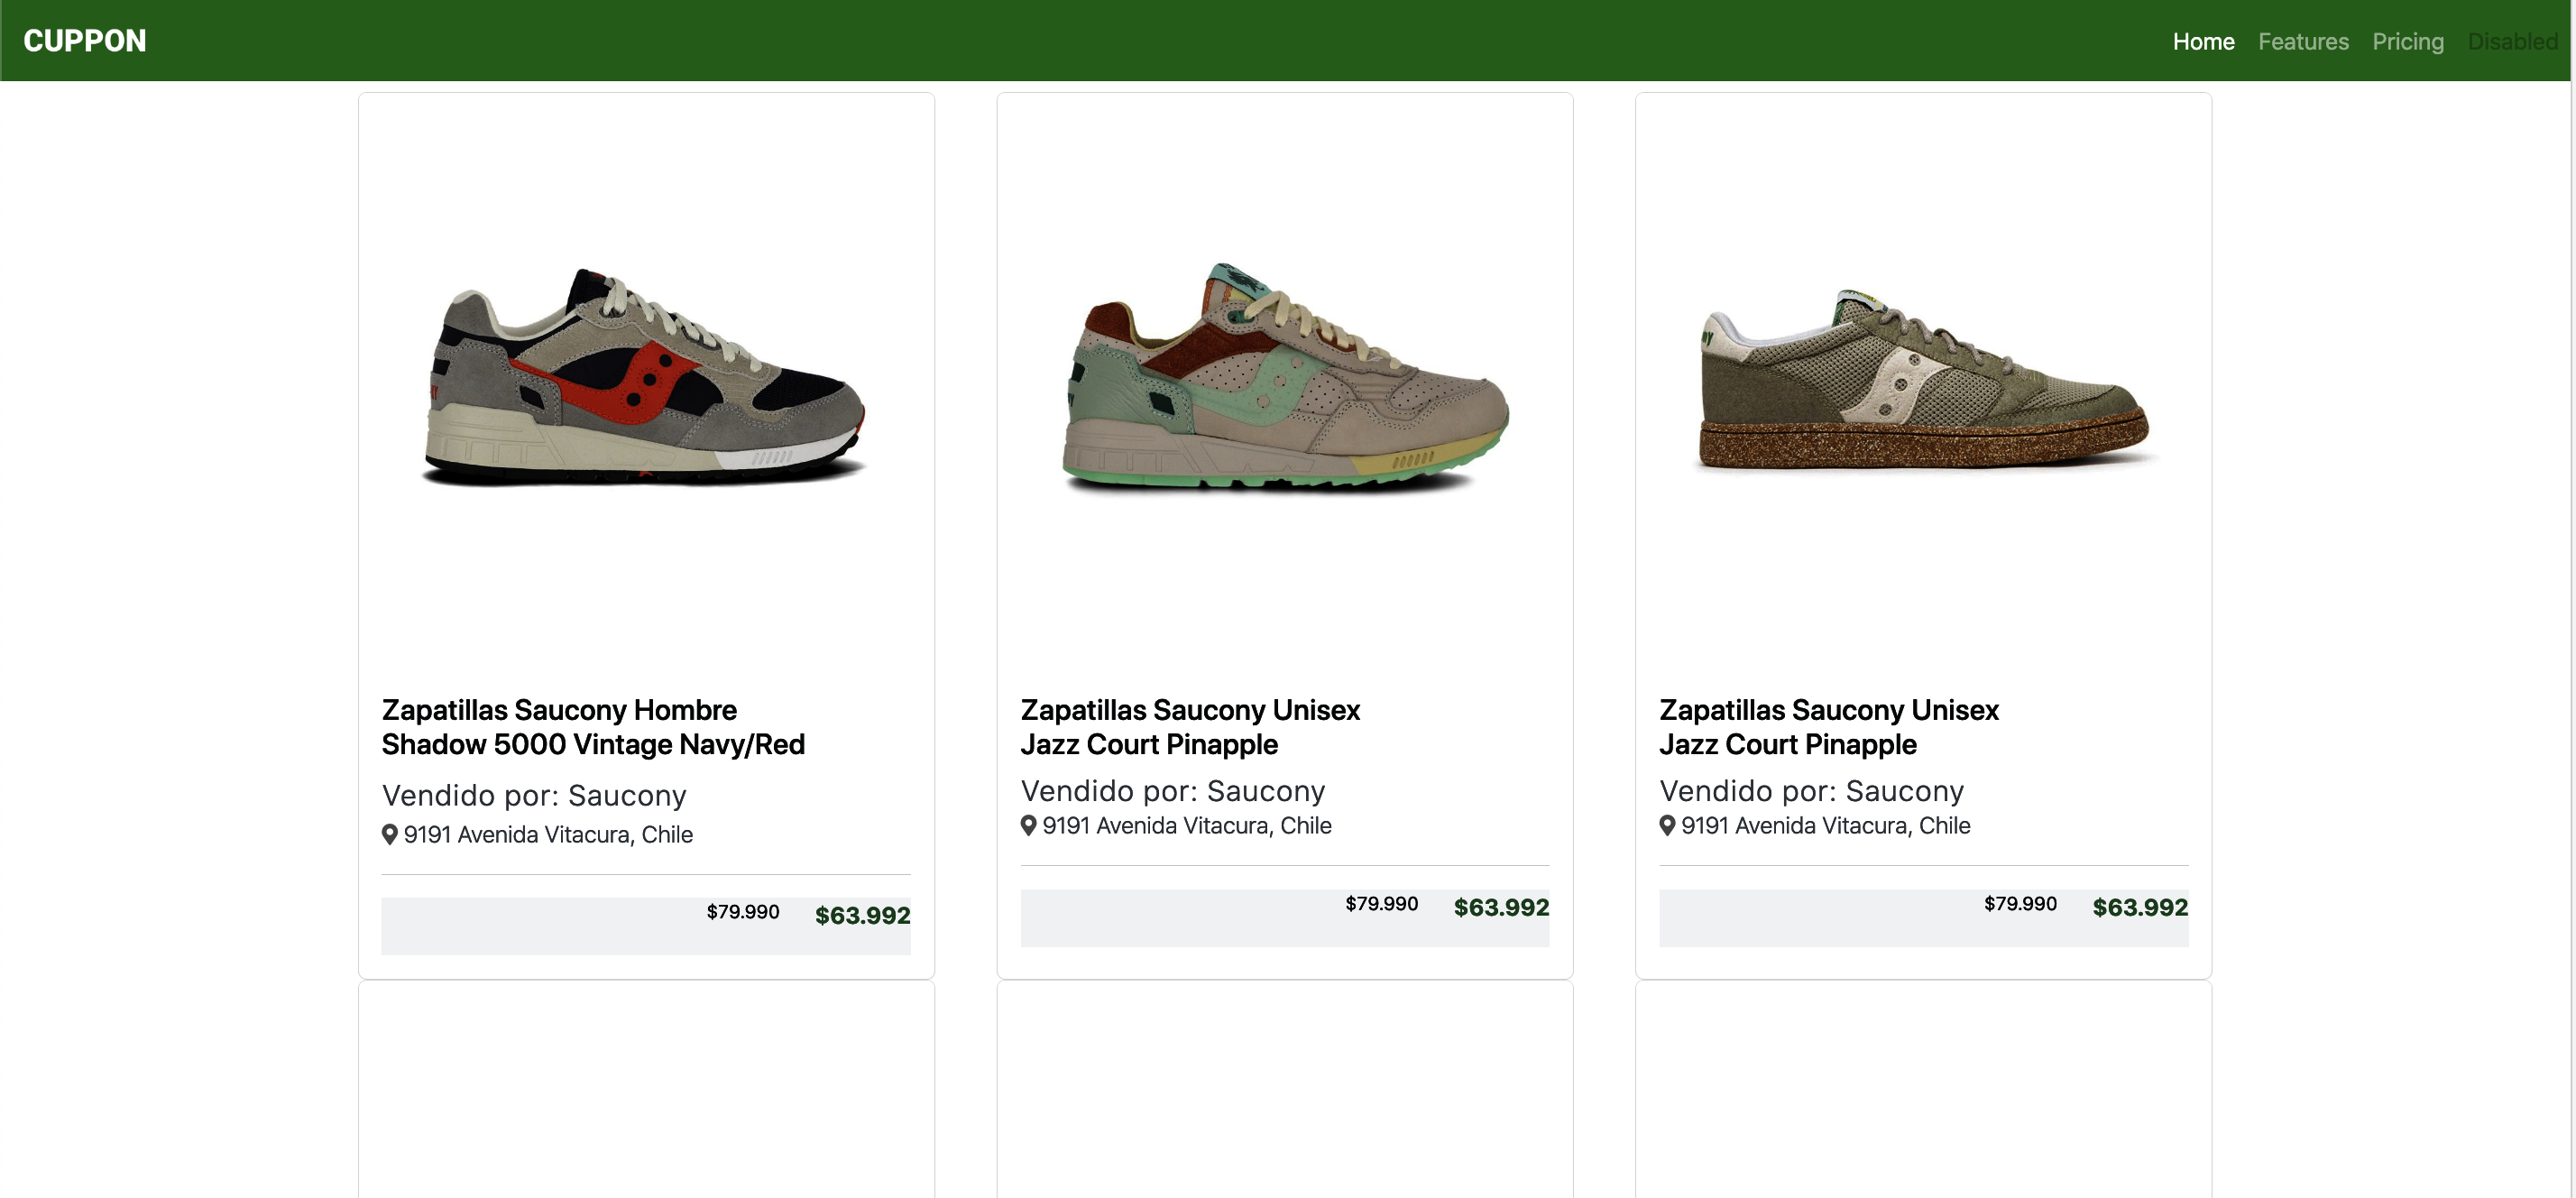 CUPPON
Home Features Pricing Disabled
Zapatillas Saucony Hombre
Shadow 5000 Vintage Navy/Red
Vendido por: Saucony
9191 Avenida Vitacura, Chile
$79.990 $63.992
Zapatillas Saucony Unisex
Jazz Court Pinapple
Vendido por: Saucony
9191 Avenida Vitacura, Chile
$79.990 $63.992
Zapatillas Saucony Unisex
Jazz Court Pinapple
Vendido por: Saucony
9191 Avenida Vitacura, Chile
$79.990 $63.992